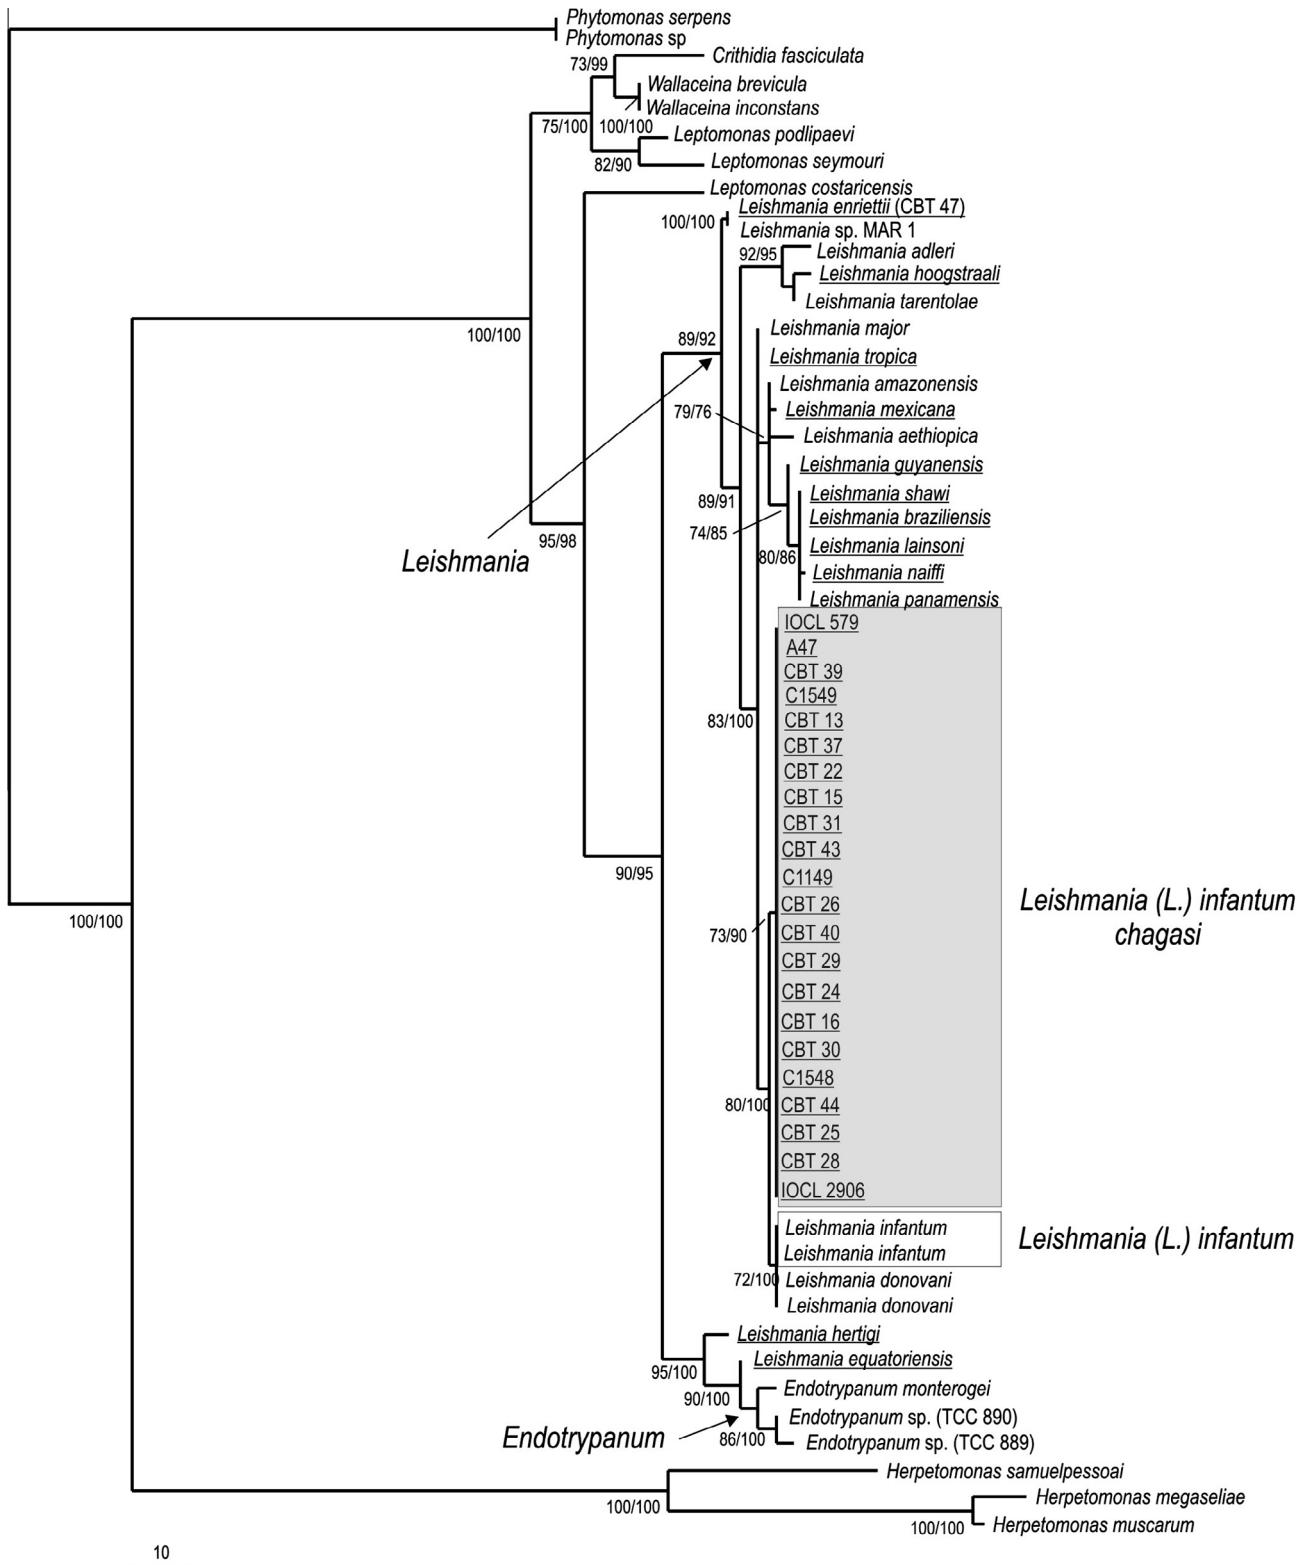 Phytomonas serpens
Phytomonas sp
Crithidia fasciculata
73/99
Wallaceina brevicula
Wallaceina inconstans
75/100
100/100
Leptomonas podlipaevi
82/90
Leptomonas seymouri
Leptomonas costaricensis
Leishmania enriettii (CBT 47)
100/100
Leishmania sp. MAR 1
Leishmania adleri
92/95
Leishmania hoogstraali
Leishmania tarentolae
Leishmania major
100/100
89/92
Leishmania tropica
Leishmania amazonensis
79/76
Leishmania mexicana
Leishmania aethiopica
Leishmania guyanensis
89/91
Leishmania shawi
Leishmania braziliensis
74/85
95/98
Leishmania lainsoni
80/86
Leishmania
Leishmania naiffi
Leishmania panamensis
IOCL 579
A47
CBT 39
C1549
83/100
CBT 13
CBT 37
CBT 22
CBT 15
CBT 31
CBT 43
90/95
C1149
CBT 26
Leishmania (L.) infantum
chagasi
100/100
73/90
CBT 40
CBT 29
CBT 24
CBT 16
CBT 30
C1548
80/100
CBT 44
CBT 25
CBT 28
IOCL 2906
Leishmania infantum
Leishmania (L.) infantum
Leishmania infantum
72/100
Leishmania donovani
Leishmania donovani
Leishmania hertigi
Leishmania equatoriensis
95/100
Endotrypanum monterogei
90/100
Endotrypanum sp. (TCC 890)
Endotrypanum
86/100
Endotrypanum sp. (TCC 889)
Herpetomonas samuelpessoai
Herpetomonas megaseliae
100/100
Herpetomonas muscarum
100/100
10